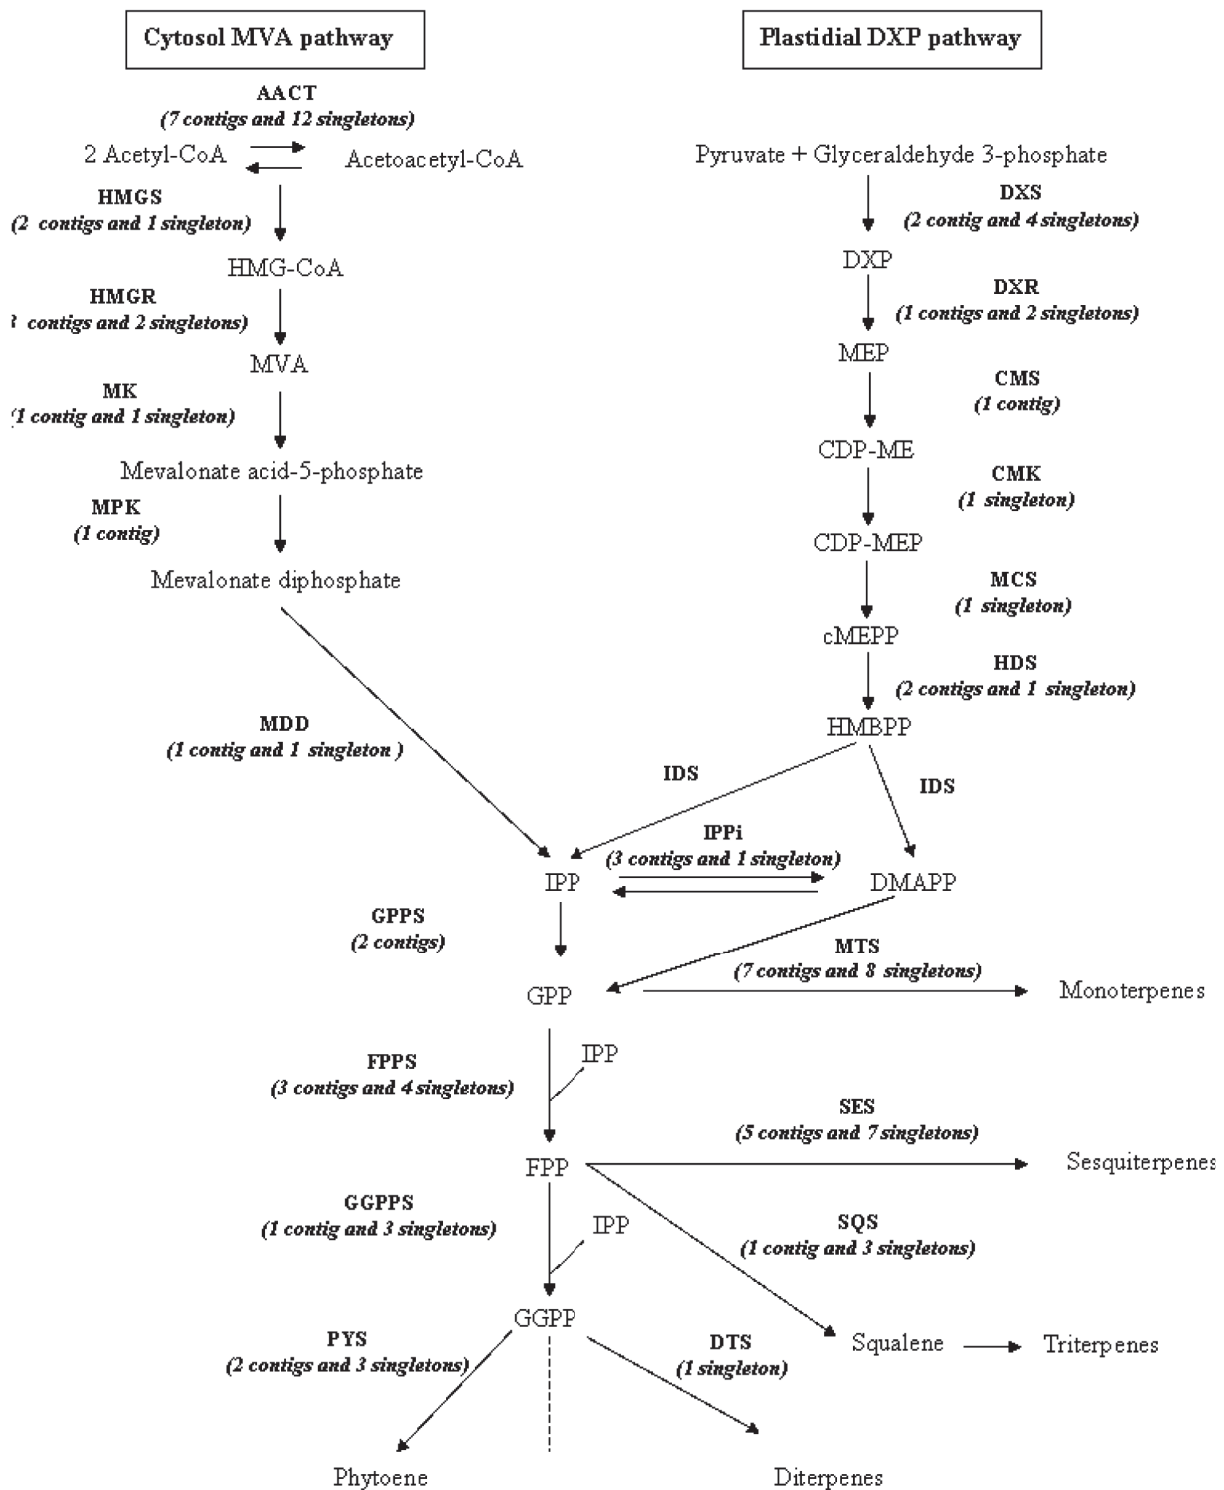 Cytosol MVA pathway
Plastidial DXP pathway
AACT
(7 contigs and 12 singletons)
2 Acetyl-CoA
Acetoacetyl-CoA
Pyruvate + Glyceraldehyde 3-phosphate
HMGS
(2 contigs and 1 singleton)
DXS
(2 contig and 4 singletons)
HMG-CoA
DXP
HMGR
contigs and 2 singletons)
DXR
(1 contigs and 2 singletons)
MVA
MEP
MK
(1 contig and 1 singleton)
CMS
(1 contig)
Mevalonate acid-5-phosphate
CDP-ME
MPK
(1 contig)
CMK
(1 singleton)
CDP-MEP
Mevalonate diphosphate
MCS
(1 singleton)
cMEPP
HDS
(2 contigs and 1 singleton)
MDD
(1 contig and 1 singleton )
HMBPP
IDS
IDS
IPPi
(3 contigs and 1 singleton)
IPP
DMAPP
GPPS
(2 contigs)
MTS
(7 contigs and 8 singletons)
GPP
Monoterpenes
IPP
FPPS
(3 contigs and 4 singletons)
SES
(5 contigs and 7 singletons)
FPP
Sesquiterpenes
GGPPS
(1 contig and 3 singletons)
IPP
SQS
(1 contig and 3 singletons)
GGPP
PYS
(2 contigs and 3 singletons)
DTS
(1 singleton)
Squalene
Triterpenes
Phytoene
Diterpenes